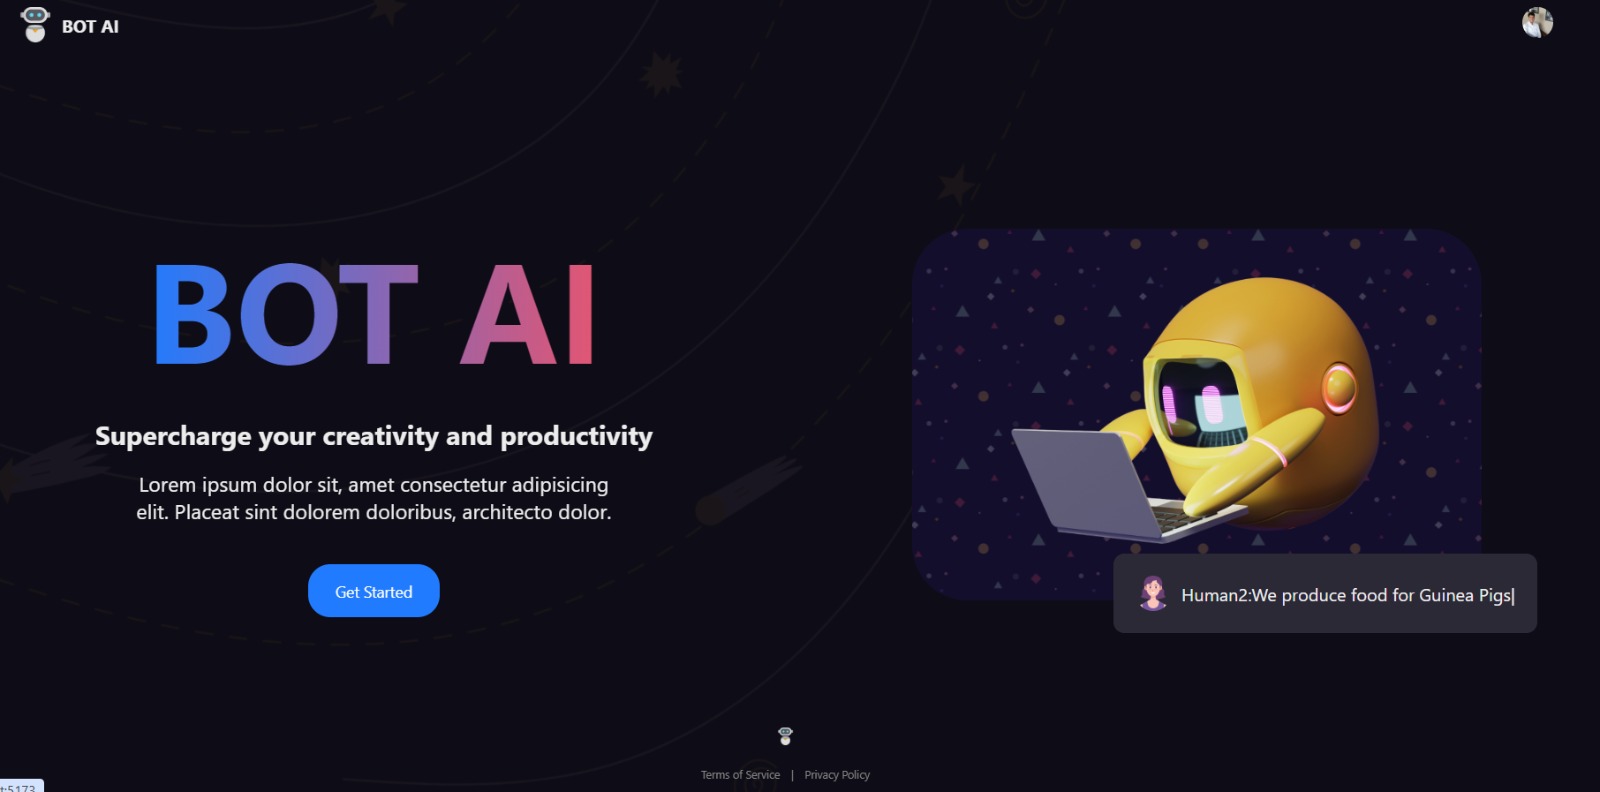 BOT AI
BOT AI
Supercharge your creativity and productivity
Lorem ipsum dolor sit, amet consectetur adipisicing
elit. Placeat sint dolorem doloribus, architecto dolor.
Get Started
Human2:We produce food for Guinea Pigs|
Terms of Service | Privacy Policy
t:5173